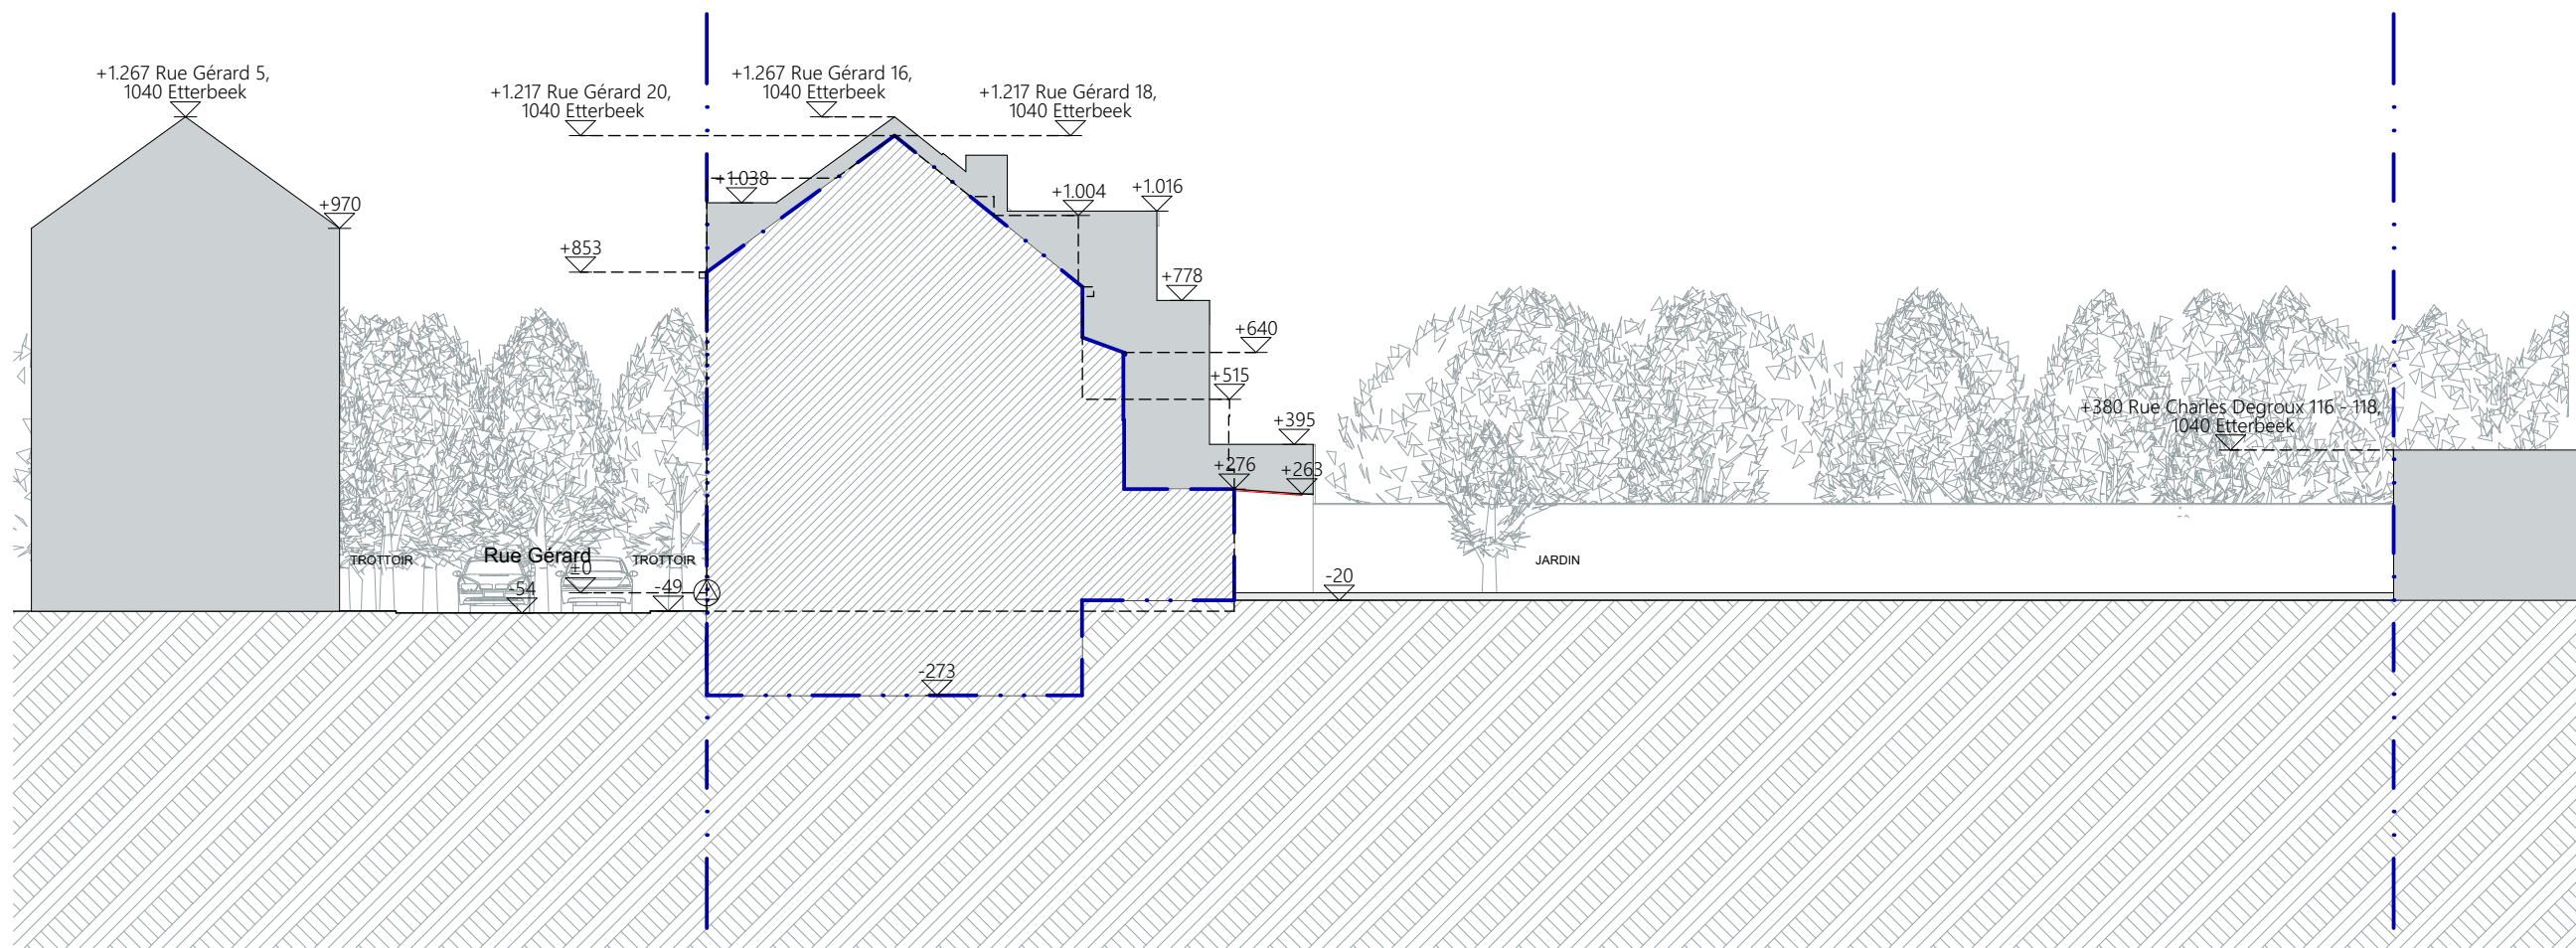 +1.267 Rue Gérard 5,
1040 Etterbeek
+1.217 Rue Gérard 20,
1040 Etterbeek
+1.267 Rue Gérard 16,
1040 Etterbeek
+1.217 Rue Gérard 18,
1040 Etterbeek
+970
+1.038
+1.004
+1.016
+853
+778
+640
+515
+395
+276
+263
+380 Rue Charles Degroux 116 - 118,
1040 Etterbeek
TROTTOIR
Rue Gérard
TROTTOIR
±0
-54
-49
JARDIN
-20
-273